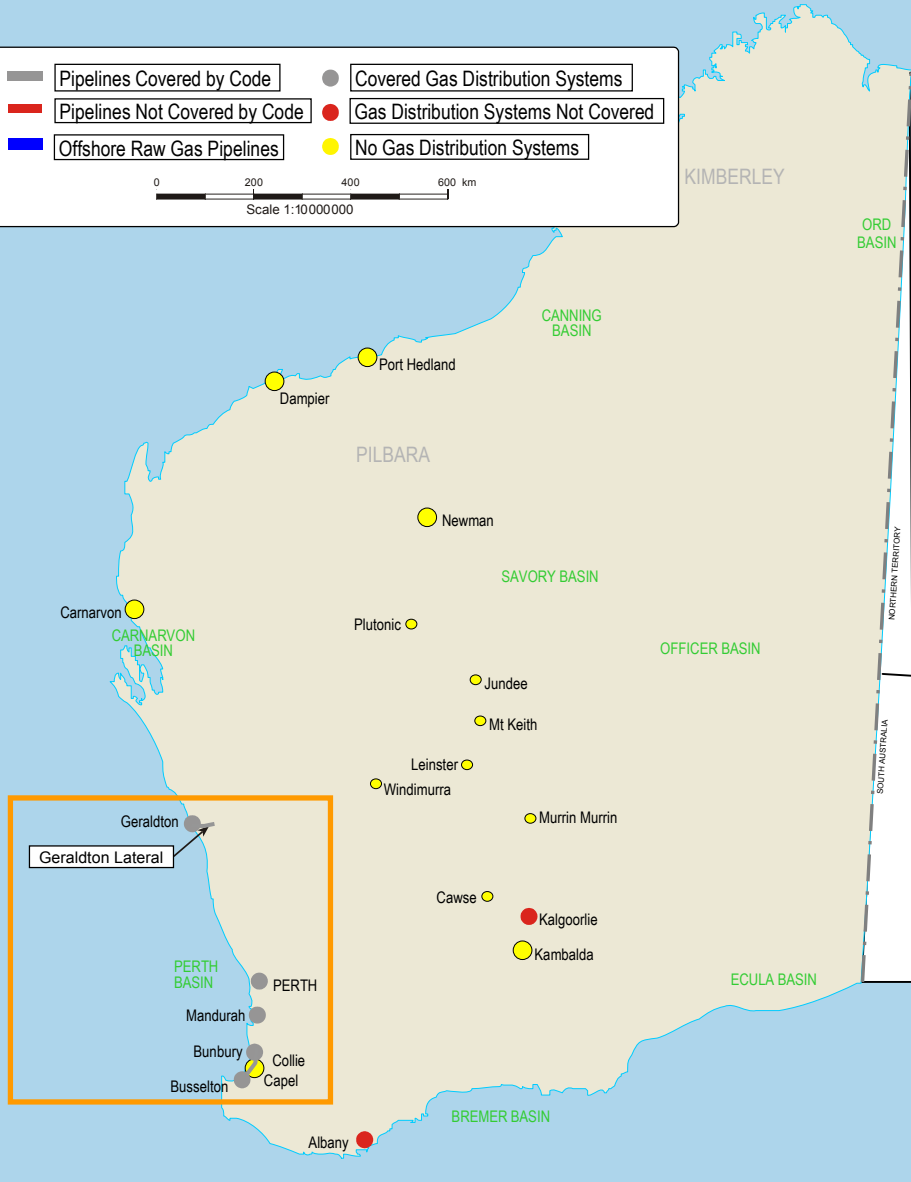 Pipelines Covered by Code
Covered Gas Distribution Systems
Pipelines Not Covered by Code
Gas Distribution Systems Not Covered
Offshore Raw Gas Pipelines
No Gas Distribution Systems
0 200 400 600 km
Scale 1:10000000
KIMBERLEY
ORD
BASIN
CANNING
BASIN
Port Hedland
Dampier
PILBARA
Newman
SAVORY BASIN
NORTHERN TERRITORY
Carnarvon
Plutonic
CARNARVON
BASIN
OFFICER BASIN
Jundee
Mt Keith
SOUTH AUSTRALIA
Leinster
Windimurra
Geraldton
Murrin Murrin
Geraldton Lateral
Cawse
Kalgoorlie
Kambalda
PERTH
BASIN
PERTH
ECULA BASIN
Mandurah
Bunbury
Collie
Capel
Busselton
BREMER BASIN
Albany